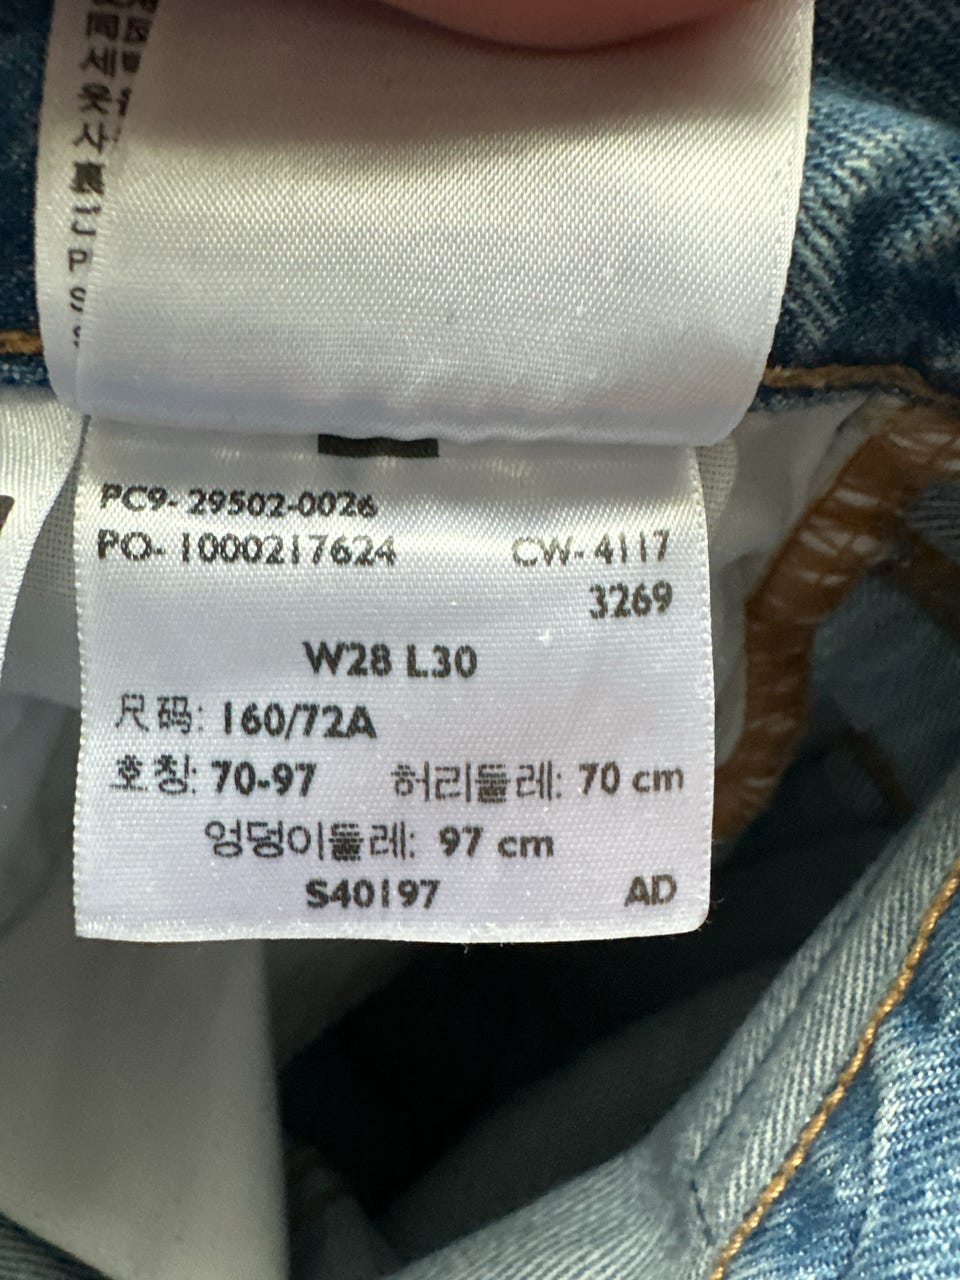 PC9-29502-0026
PO-1000217624 CW-4117
3269
W28 L30
尺码: 160/72A
호칭: 70-97 허리둘레: 70 cm
엉덩이둘레: 97 cm
S40197 AD